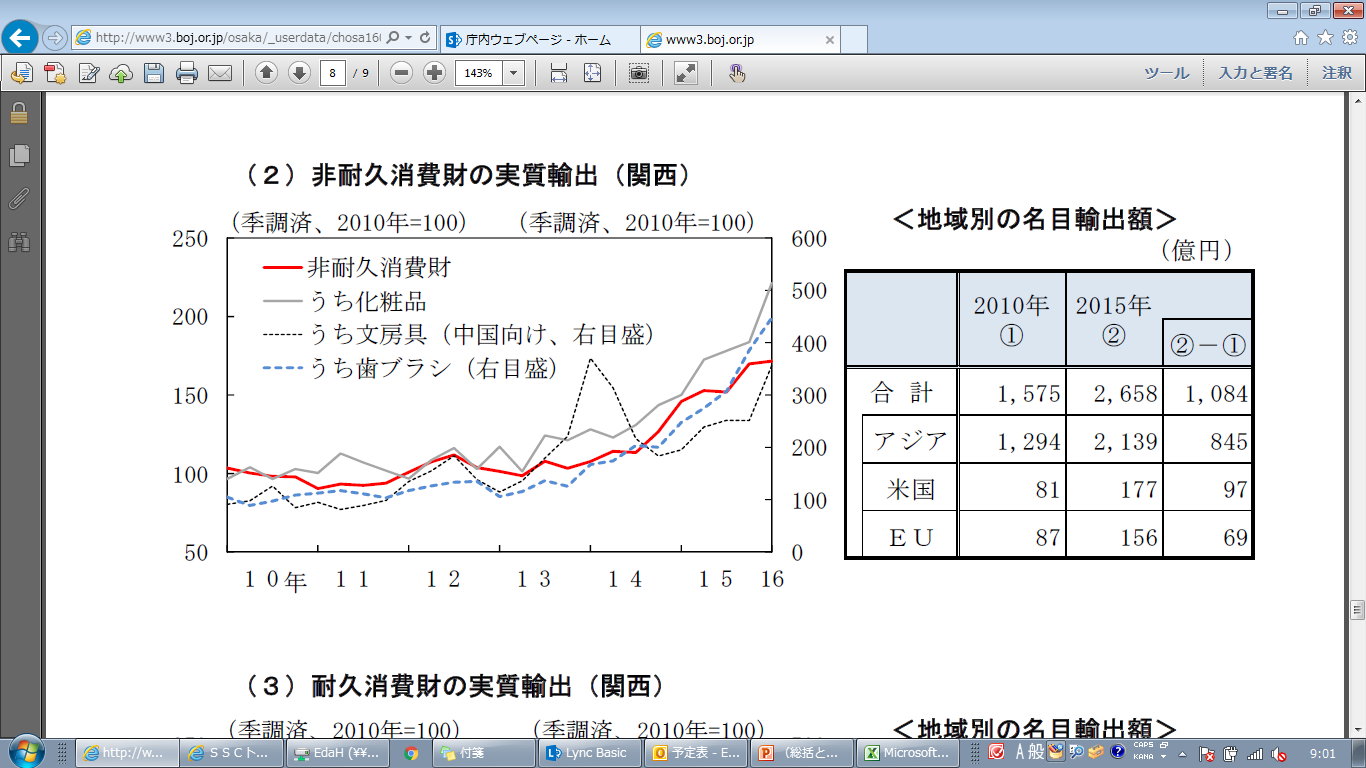 http://www3.boj.or.jp/osaka/_userdata/chosa16
庁内ウェブページ - ホーム
www3.boj.or.jp
8 / 9
143%
ツール
入力と署名
注釈
（２）非耐久消費財の実質輸出（関西）
（季調済、2010年=100）
（季調済、2010年=100）
250
200
150
100
50
600
500
400
300
200
100
0
非耐久消費財
うち化粧品
うち文房具（中国向け、右目盛）
うち歯ブラシ（右目盛）
１０年 １１ １２ １３ １４ １５ 16
＜地域別の名目輸出額＞
（億円）
2010年 2015年
① ② ②－①
合 計 1,575 2,658 1,084
アジア 1,294 2,139 845
米国 81 177 97
ＥＵ 87 156 69
（３）耐久消費財の実質輸出（関西）
（季調済、2010年=100）
（季調済、2010年=100）
＜地域別の名目輸出額＞
http://w...
ＳＳＣト...
EdaH (¥¥...
付箋
Lync Basic
予定表 - E...
（総括と...
Microsoft...
A 般
CAPS
KANA
9:01